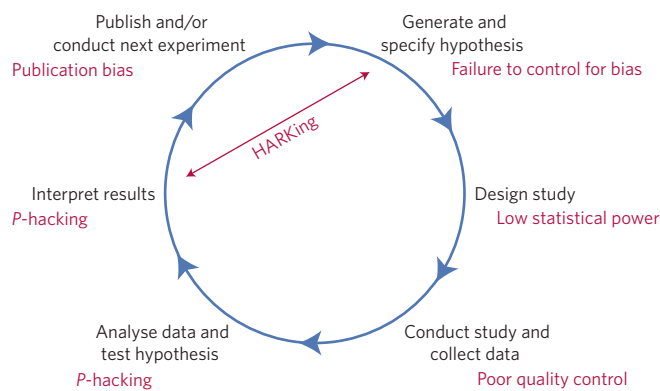 Publish and/or
conduct next experiment
Publication bias
Generate and
specify hypothesis
Failure to control for bias
HARKing
Interpret results
P-hacking
Design study
Low statistical power
Analyse data and
test hypothesis
P-hacking
Conduct study and
collect data
Poor quality control